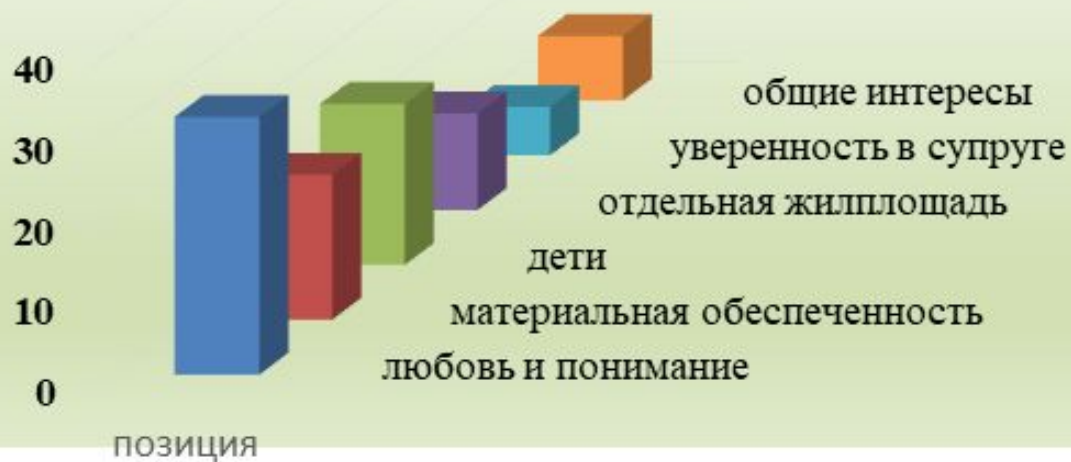 40
30
20
10
0
общие интересы
уверенность в супруге
отдельная жилплощадь
дети
материальная обеспеченность
любовь и понимание
позиция